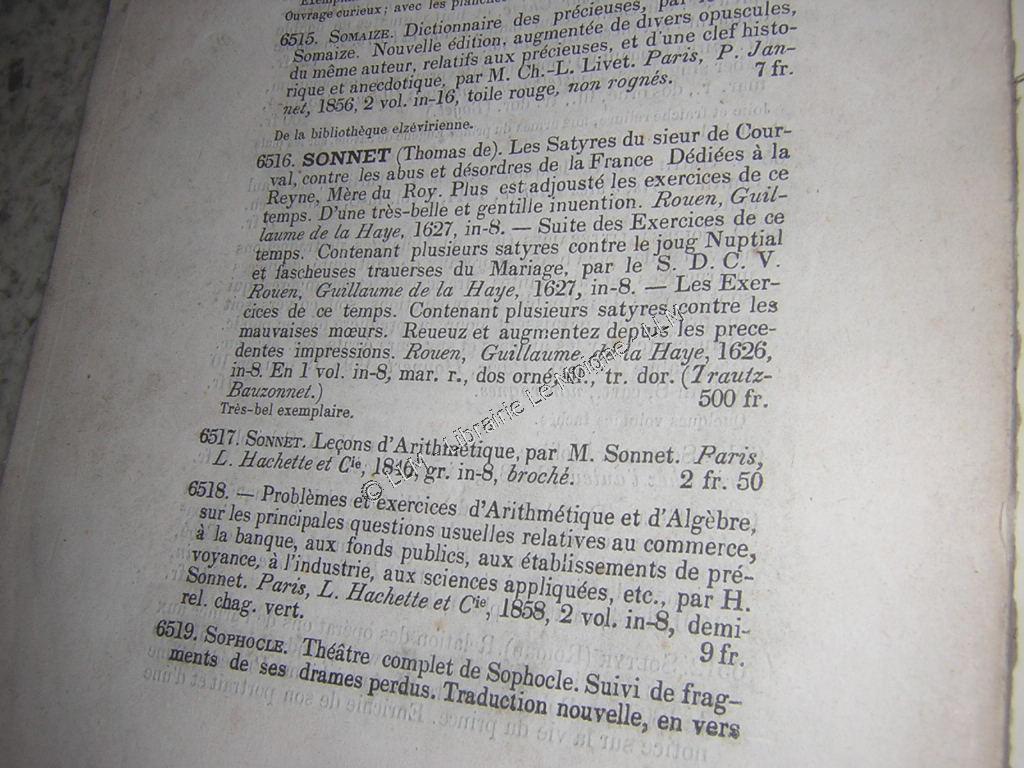 Ouvrage curieux; avec les planches
6515. SOMAIZE. Dictionnaire des précieuses, par le
Somaize. Nouvelle édition, augmentée de divers opuscules,
du même auteur, relatifs aux précieuses, et d'une clef histo-
rique et anecdotique, par M. Ch.-L. Livet. Paris, P. Jan-
net, 1856, 2 vol. in-16, toile rouge, non rognés. 7 fr.
De la bibliothèque elzévirienne.
6516. SONNET (Thomas de). Les Satyres du sieur de Cour-
val, contre les abus et désordres de la France Dédiées à la
Reyne, Mère du Roy. Plus est adjousté les exercices de ce
temps. D'une très-belle et gentille inuention. Rouen, Guil-
laume de la Haye, 1627, in-8. — Suite des Exercices de ce
temps. Contenant plusieurs satyres contre le joug Nuptial
et fascheuses trauerses du Mariage, par le S. D. C. V.
Rouen, Guillaume de la Haye, 1627, in-8. — Les Exer-
cices de ce temps. Contenant plusieurs satyres contre les
mauvaises mœurs. Reueuz et augmentez depuis les prece-
dentes impressions. Rouen, Guillaume de la Haye, 1626,
in-8. En 1 vol. in-8, mar. r., dos orné, fil., tr. dor. (Trautz-
Bauzonnet.) 500 fr.
Très-bel exemplaire.
6517. SONNET. Leçons d'Arithmétique, par M. Sonnet. Paris,
L. Hachette et Cie, 1846, gr. in-8, broché. 2 fr. 50
6518. — Problèmes et exercices d'Arithmétique et d'Algèbre,
sur les principales questions usuelles relatives au commerce,
à la banque, aux fonds publics, aux établissements de pré-
voyance, à l'industrie, aux sciences appliquées, etc., par H.
Sonnet. Paris, L. Hachette et Cie, 1858, 2 vol. in-8, demi-
rel. chag. vert. 9 fr.
6519. SOPHOCLE. Théâtre complet de Sophocle. Suivi de frag-
ments de ses drames perdus. Traduction nouvelle, en vers
© LLM - Librairie Le Moine - LLM